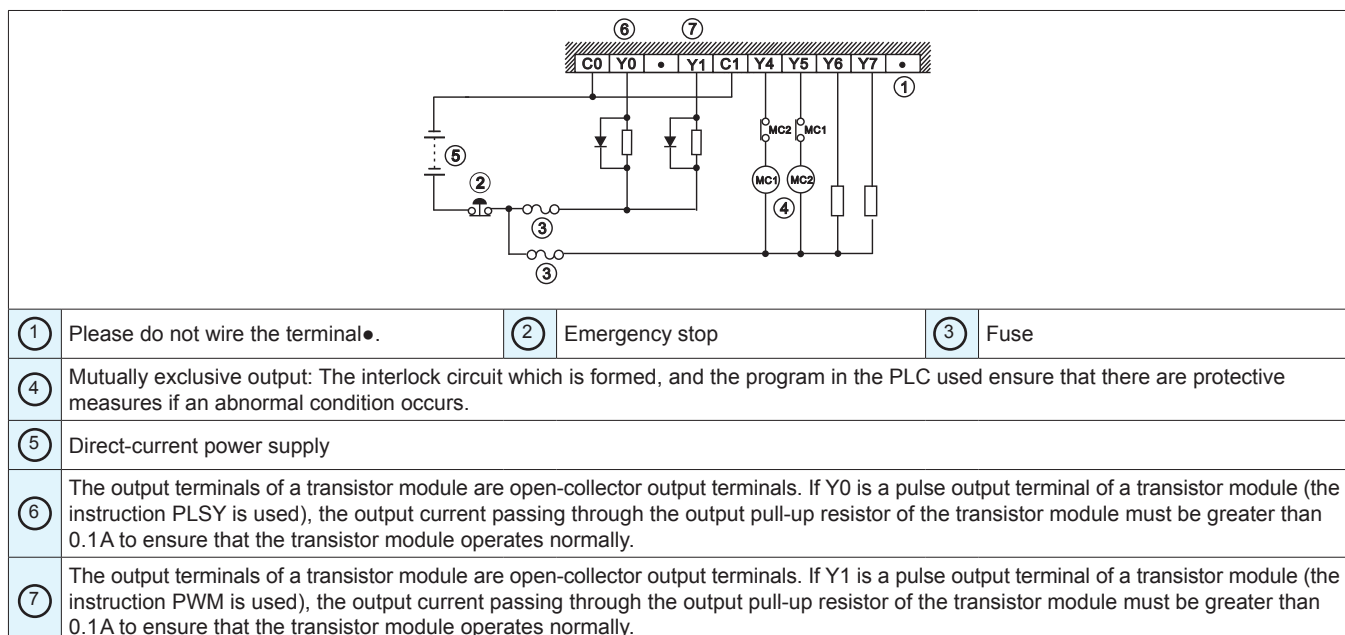 ⑥ ⑦
C0 Y0 ● Y1 C1 Y4 Y5 Y6 Y7 ●
①
MC2 MC1
⑤
②
MC1 MC2
④
③
③
① Please do not wire the terminal●. ② Emergency stop ③ Fuse
④ Mutually exclusive output: The interlock circuit which is formed, and the program in the PLC used ensure that there are protective
measures if an abnormal condition occurs.
⑤ Direct-current power supply
⑥ The output terminals of a transistor module are open-collector output terminals. If Y0 is a pulse output terminal of a transistor module (the
instruction PLSY is used), the output current passing through the output pull-up resistor of the transistor module must be greater than
0.1A to ensure that the transistor module operates normally.
⑦ The output terminals of a transistor module are open-collector output terminals. If Y1 is a pulse output terminal of a transistor module (the
instruction PWM is used), the output current passing through the output pull-up resistor of the transistor module must be greater than
0.1A to ensure that the transistor module operates normally.